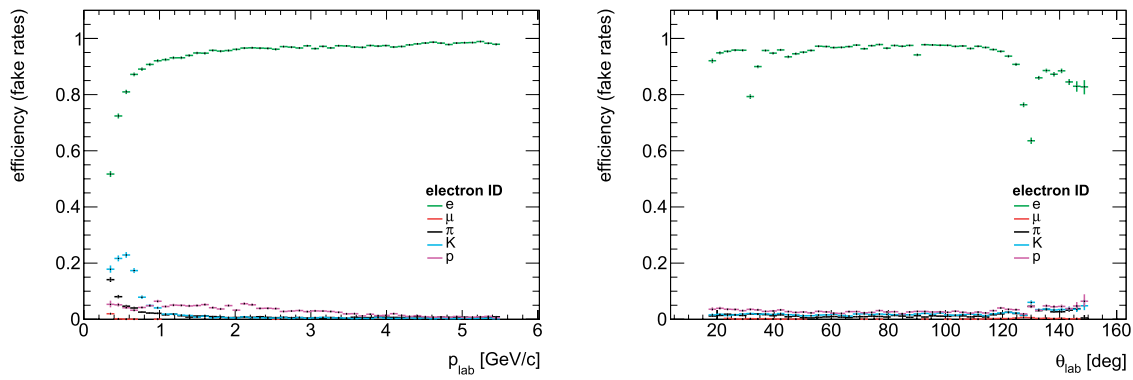 efficiency (fake rates)
1
0.8
0.6
0.4
0.2
0
electron ID
e
μ
π
K
p
0 1 2 3 4 5 6
p_lab [GeV/c]
efficiency (fake rates)
1
0.8
0.6
0.4
0.2
0
electron ID
e
μ
π
K
p
20 40 60 80 100 120 140 160
θ_lab [deg]